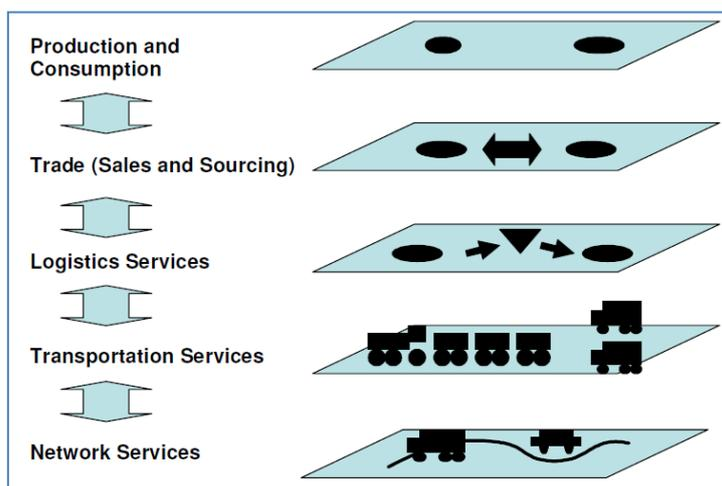 Production and
Consumption
Trade (Sales and Sourcing)
Logistics Services
Transportation Services
Network Services